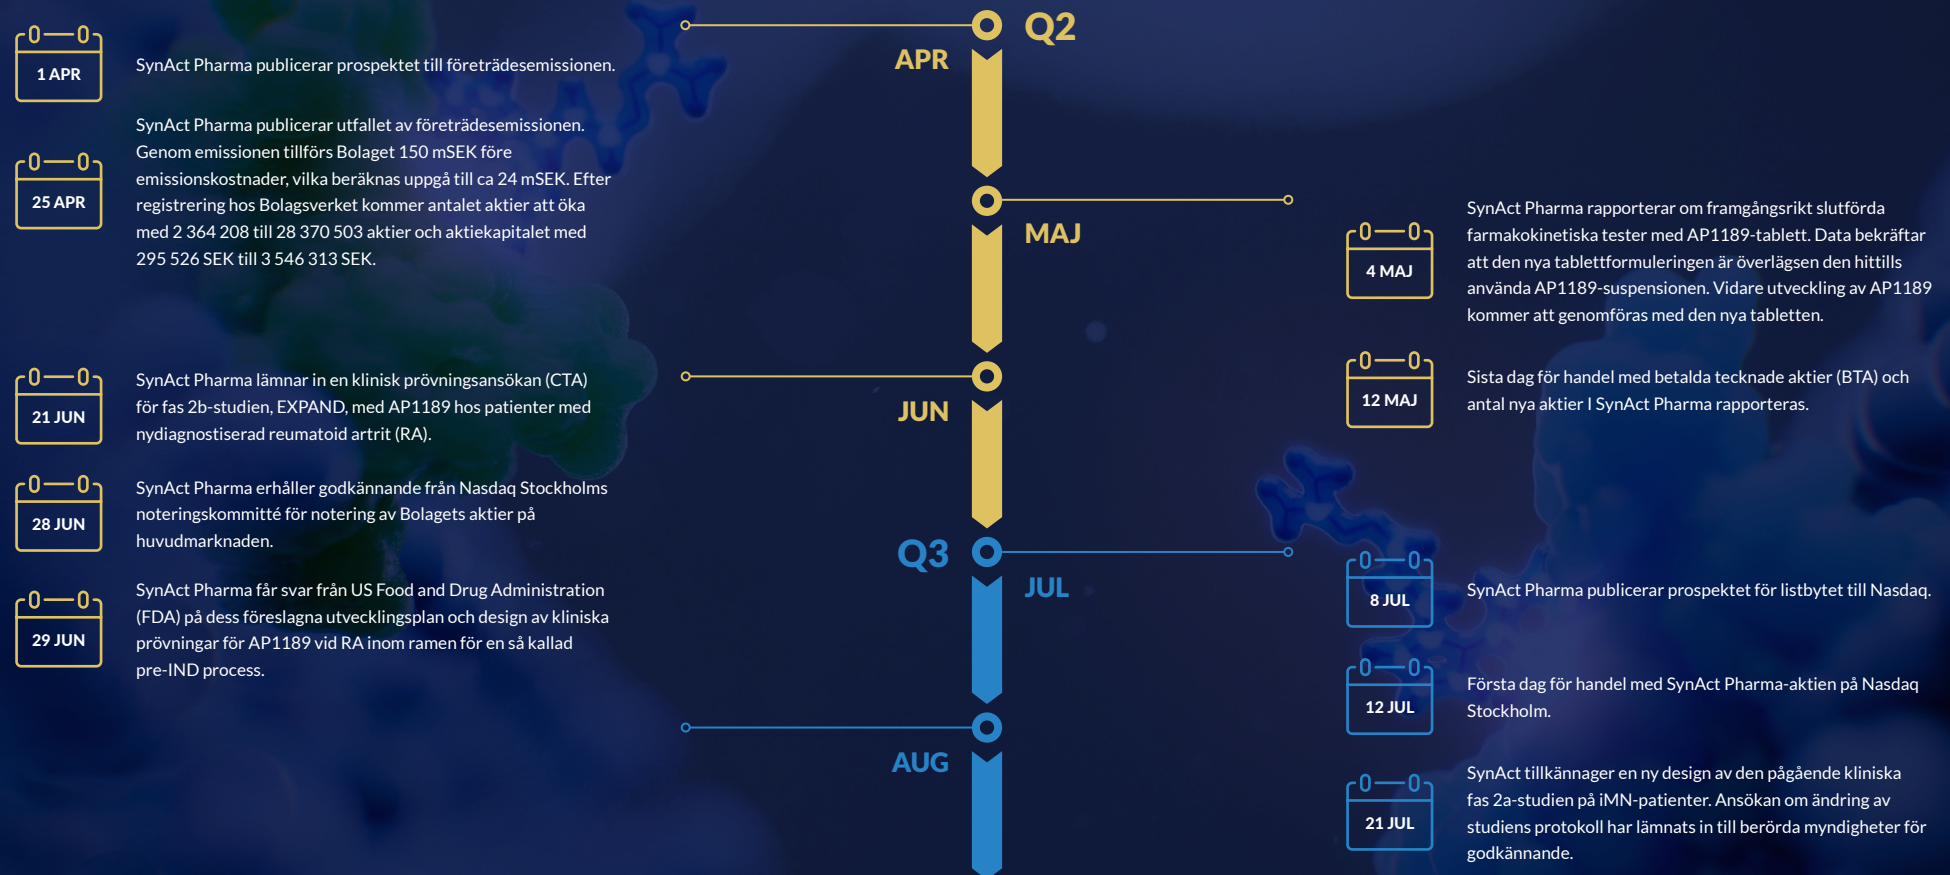 Q2
APR
1 APR
SynAct Pharma publicerar prospektet till företrädesemissionen.
25 APR
SynAct Pharma publicerar utfallet av företrädesemissionen.
Genom emissionen tillförs Bolaget 150 mSEK före
emissionskostnader, vilka beräknas uppgå till ca 24 mSEK. Efter
registrering hos Bolagsverket kommer antalet aktier att öka
med 2 364 208 till 28 370 503 aktier och aktiekapitalet med
295 526 SEK till 3 546 313 SEK.
MAJ
4 MAJ
SynAct Pharma rapporterar om framgångsrikt slutförda
farmakokinetiska tester med AP1189-tablett. Data bekräftar
att den nya tablettformuleringen är överlägsen den hittills
använda AP1189-suspensionen. Vidare utveckling av AP1189
kommer att genomföras med den nya tabletten.
12 MAJ
Sista dag för handel med betalda tecknade aktier (BTA) och
antal nya aktier I SynAct Pharma rapporteras.
JUN
21 JUN
SynAct Pharma lämnar in en klinisk prövningsansökan (CTA)
för fas 2b-studien, EXPAND, med AP1189 hos patienter med
nydiagnostiserad reumatoid artrit (RA).
28 JUN
SynAct Pharma erhåller godkännande från Nasdaq Stockholms
noteringskommitté för notering av Bolagets aktier på
huvudmarknaden.
29 JUN
SynAct Pharma får svar från US Food and Drug Administration
(FDA) på dess föreslagna utvecklingsplan och design av kliniska
prövningar för AP1189 vid RA inom ramen för en så kallad
pre-IND process.
Q3
JUL
8 JUL
SynAct Pharma publicerar prospektet för listbytet till Nasdaq.
12 JUL
Första dag för handel med SynAct Pharma-aktien på Nasdaq
Stockholm.
21 JUL
SynAct tillkännager en ny design av den pågående kliniska
fas 2a-studien på iMN-patienter. Ansökan om ändring av
studiens protokoll har lämnats in till berörda myndigheter för
godkännande.
AUG